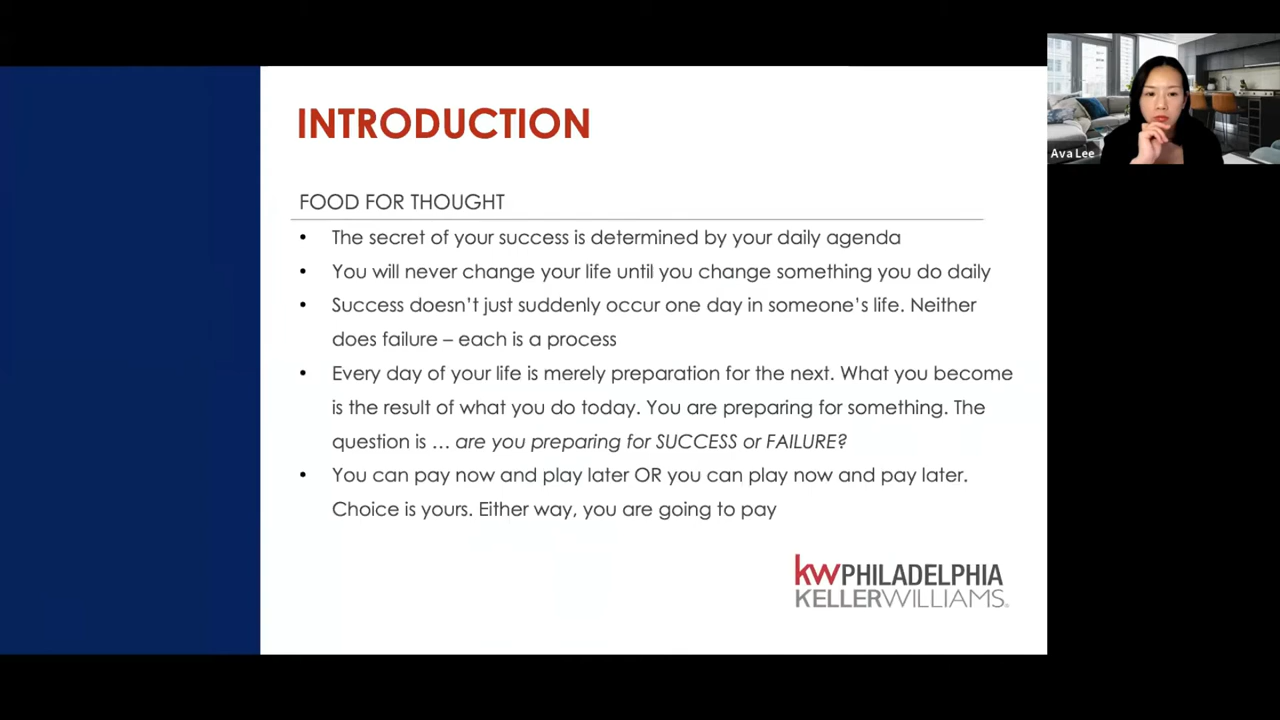 INTRODUCTION
Ava Lee
FOOD FOR THOUGHT
• The secret of your success is determined by your daily agenda
• You will never change your life until you change something you do daily
• Success doesn’t just suddenly occur one day in someone’s life. Neither
does failure – each is a process
• Every day of your life is merely preparation for the next. What you become
is the result of what you do today. You are preparing for something. The
question is … are you preparing for SUCCESS or FAILURE?
• You can pay now and play later OR you can play now and pay later.
Choice is yours. Either way, you are going to pay
kwPHILADELPHIA
KELLERWILLIAMS®